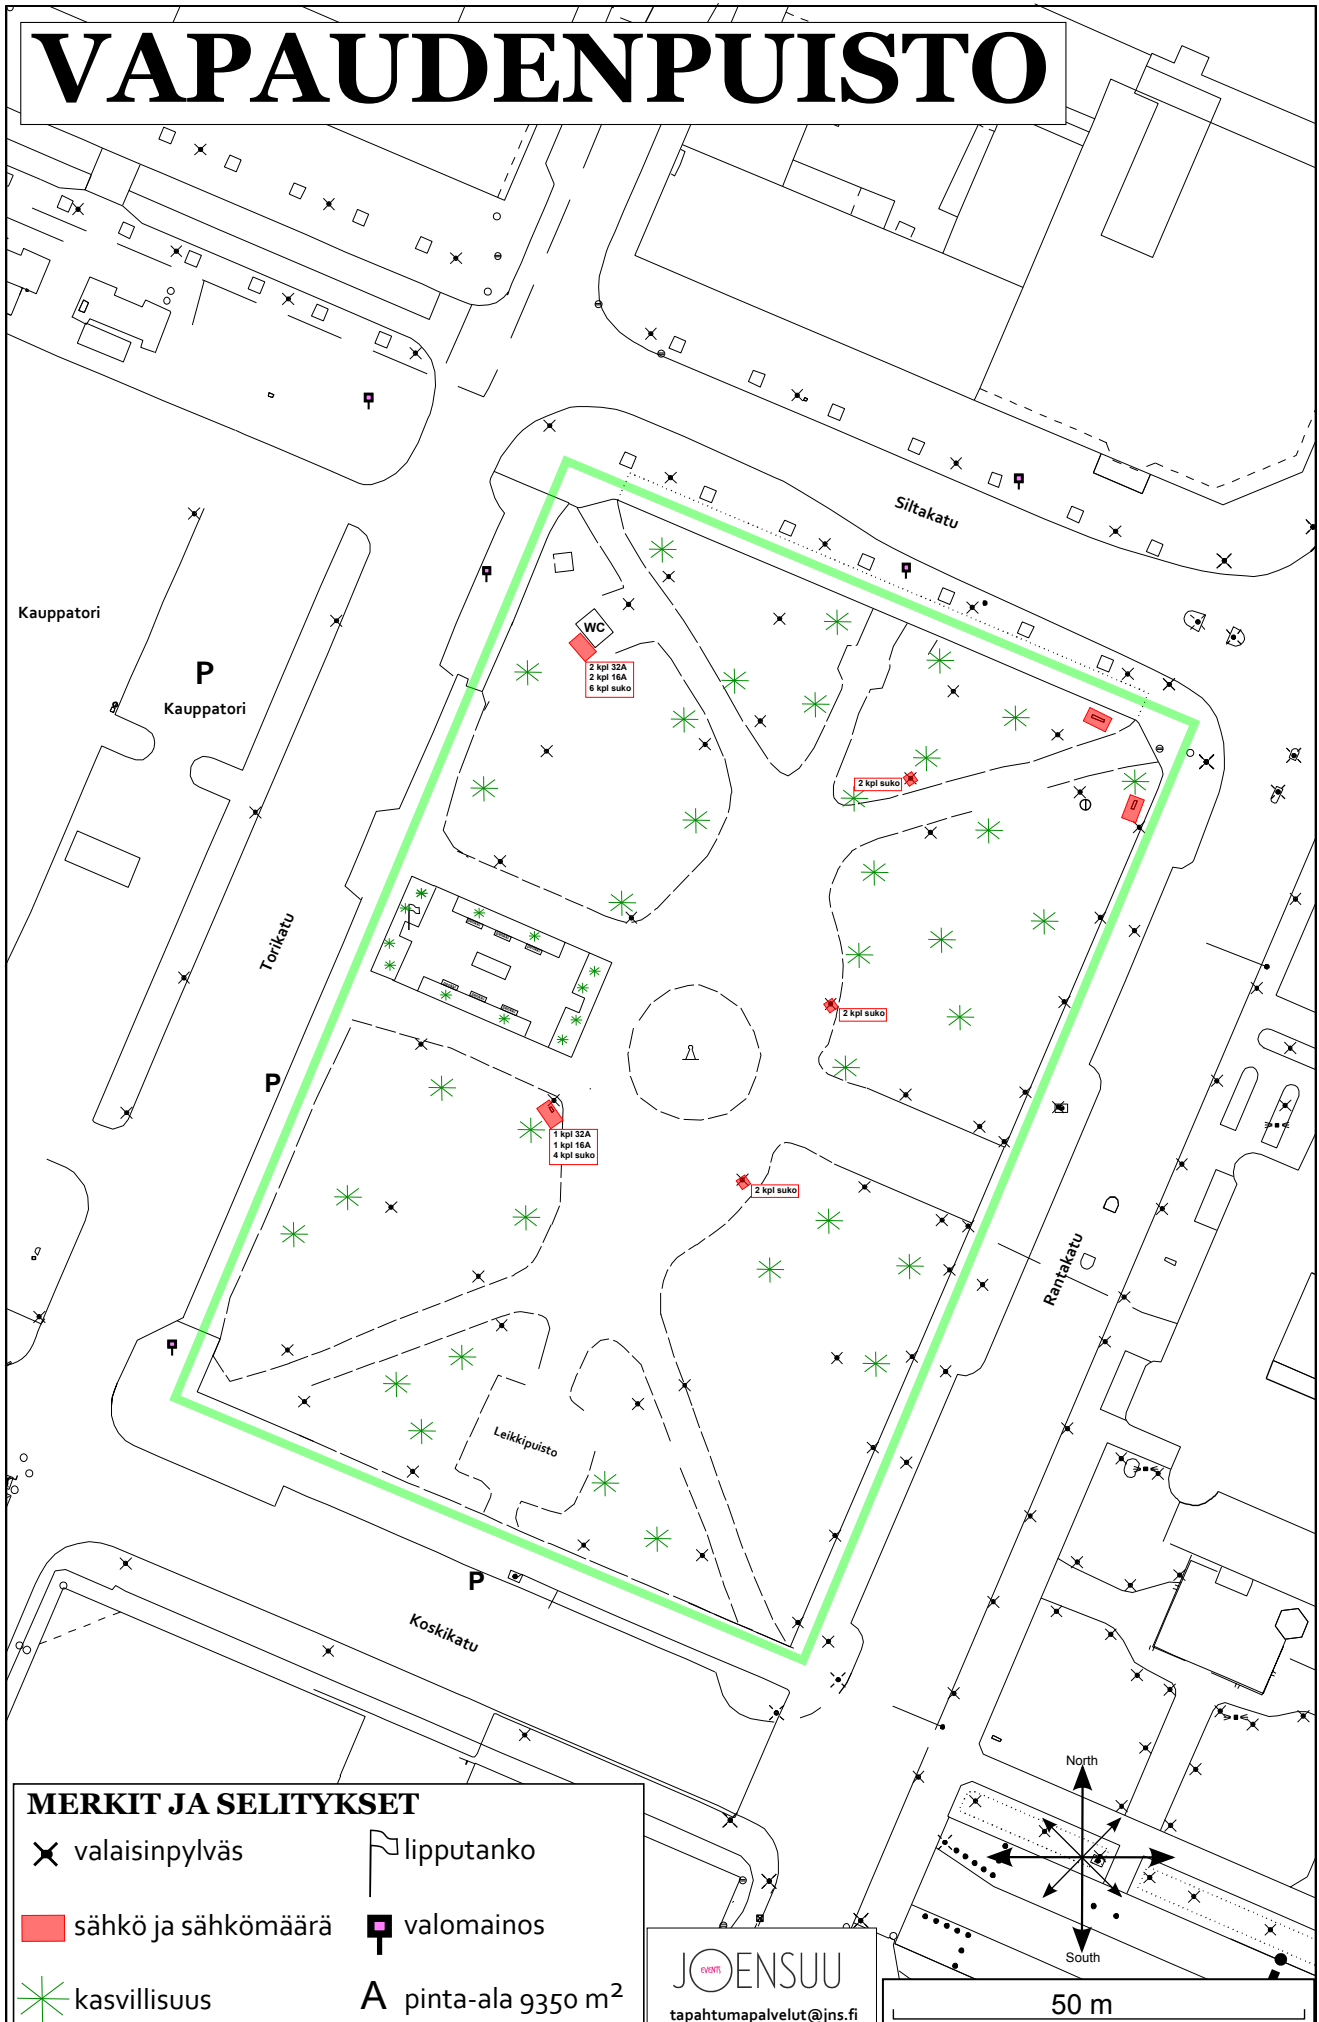 VAPAUDENPUISTO
Siltakatu
Kauppatori
P
Kauppatori
WC
2 kpl 32A
2 kpl 16A
6 kpl suko
2 kpl suko
Torikatu
2 kpl suko
P
1 kpl 32A
1 kpl 16A
4 kpl suko
2 kpl suko
Rantakatu
Leikkipuisto
P
Koskikatu
North
South
MERKIT JA SELITYKSET
valaisinpylväs
lipputanko
sähkö ja sähkömäärä
valomainos
kasvillisuus
A pinta-ala 9350 m²
JOENSUU
EVENTS
tapahtumapalvelut@jns.fi
50 m